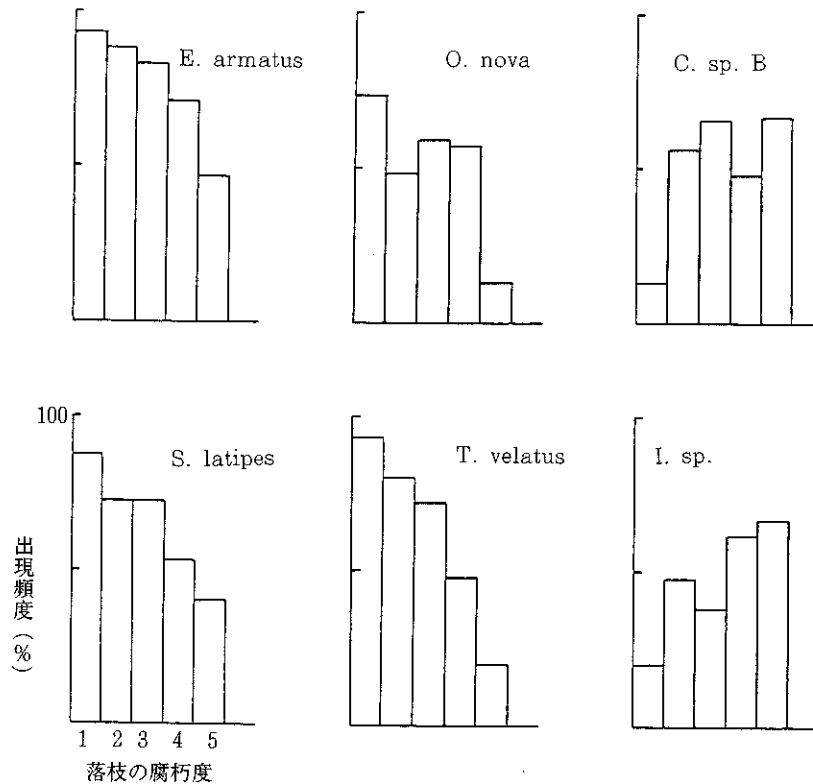 E. armatus
O. nova
C. sp. B
100
S. latipes
T. velatus
I. sp.
出現頻度(%)
1 2 3 4 5
落枝の腐朽度